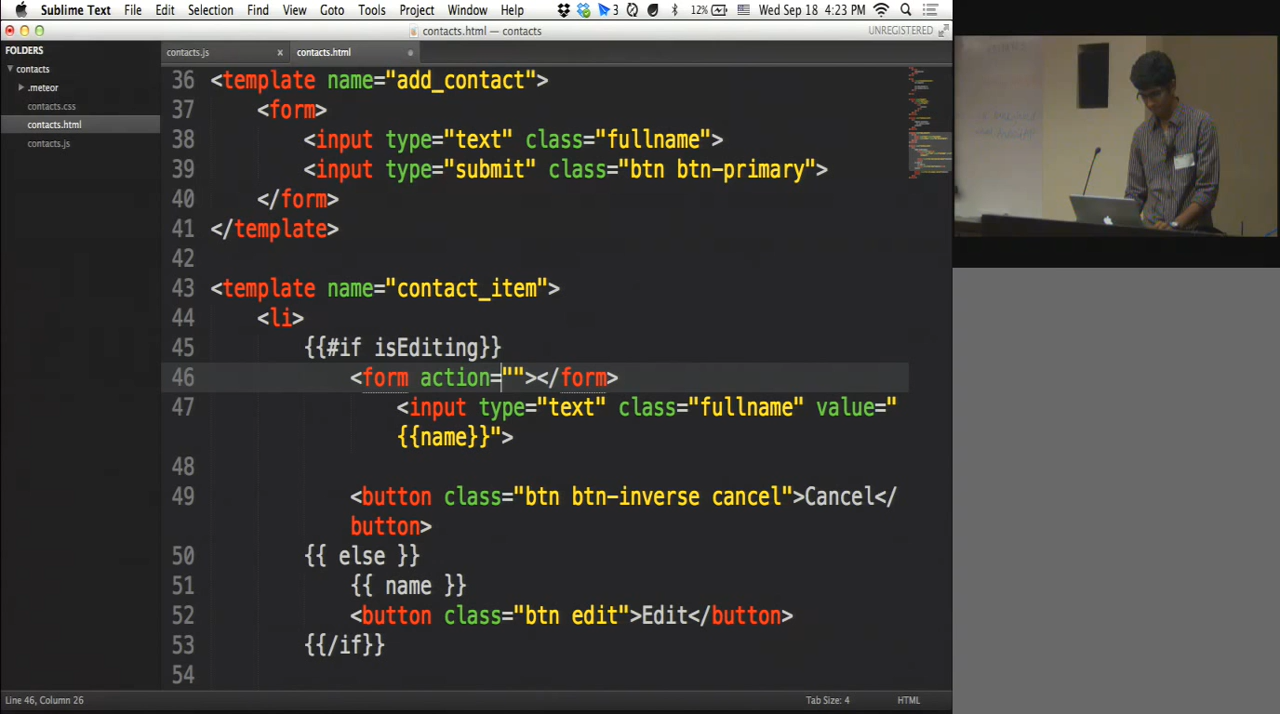 Sublime Text File Edit Selection Find View Goto Tools Project Window Help 3 12% Wed Sep 18 4:23 PM
contacts.html — contacts UNREGISTERED
FOLDERS
contacts
.meteor
contacts.css
contacts.html
contacts.js
contacts.js x contacts.html
36 <template name="add_contact">
37 <form>
38 <input type="text" class="fullname">
39 <input type="submit" class="btn btn-primary">
40 </form>
41 </template>
42
43 <template name="contact_item">
44 <li>
45 {{#if isEditing}}
46 <form action=""></form>
47 <input type="text" class="fullname" value="
{{name}}">
48
49 <button class="btn btn-inverse cancel">Cancel</
button>
50 {{ else }}
51 {{ name }}
52 <button class="btn edit">Edit</button>
53 {{/if}}
54
Line 46, Column 26 Tab Size: 4 HTML